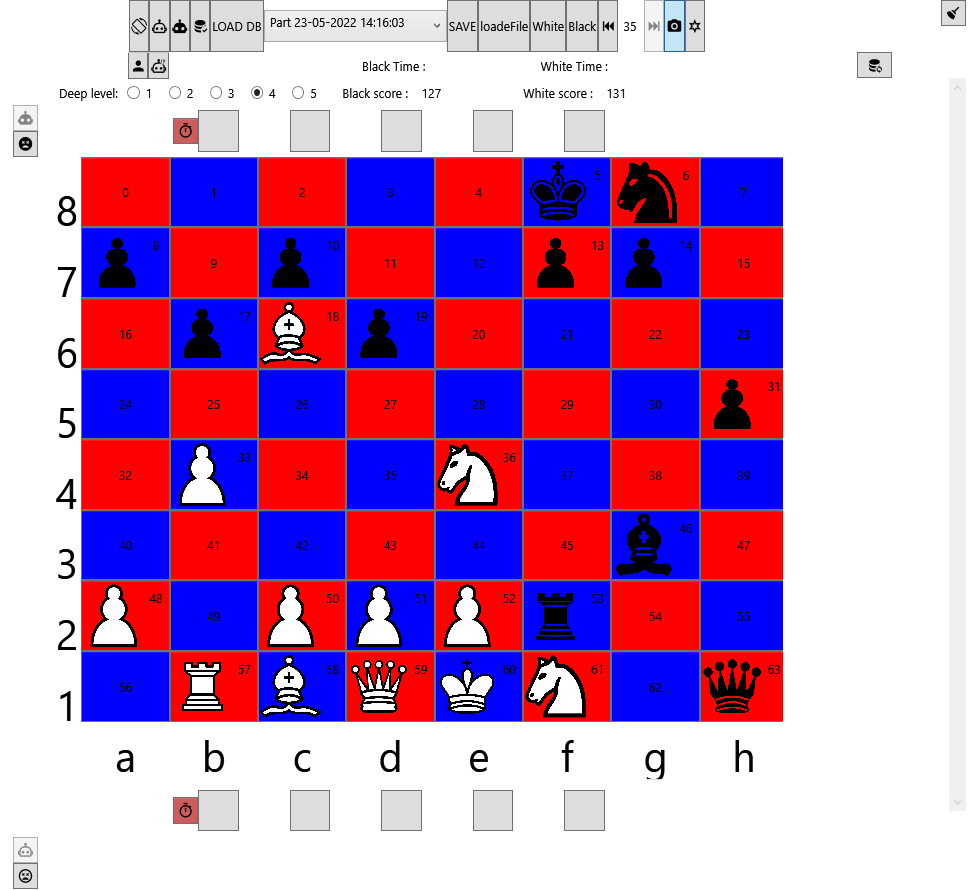 LOAD DB Part 23-05-2022 14:16:03 SAVE loadeFile White Black 35
Black Time : White Time :
Deep level: 1 2 3 4 5 Black score : 127 White score : 131
8 0 1 2 3 4 5 6 7
7 8 9 10 11 12 13 14 15
6 16 17 18 19 20 21 22 23
5 24 25 26 27 28 29 30 31
4 32 33 34 35 36 37 38 39
3 40 41 42 43 44 45 46 47
2 48 49 50 51 52 53 54 55
1 56 57 58 59 60 61 62 63
a b c d e f g h